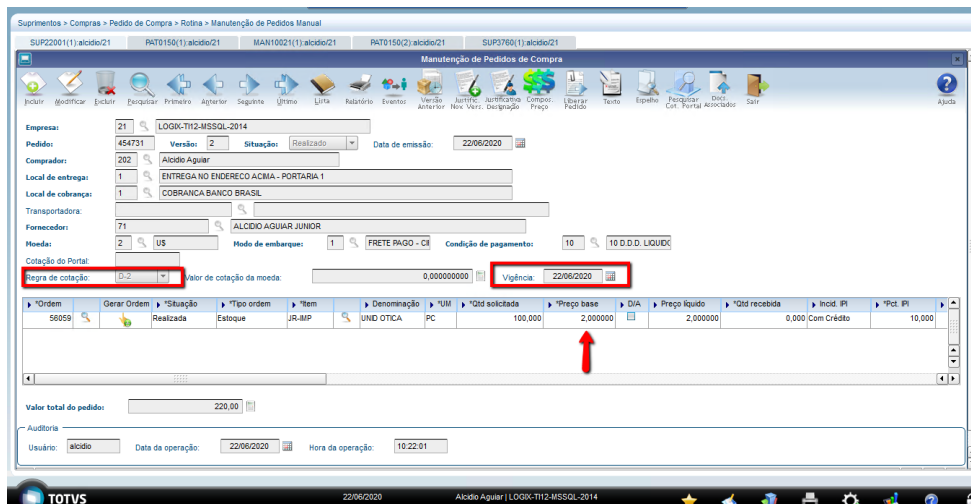 Suprimentos > Compras > Pedido de Compra > Rotina > Manutenção de Pedidos Manual
SUP22001(1):alcidio/21 PAT0150(1):alcidio/21 MAN10021(1):alcidio/21 PAT0150(2):alcidio/21 SUP3760(1):alcidio/21
Manutenção de Pedidos de Compra
Incluir Modificar Excluir Pesquisar Primeiro Anterior Seguinte Último Lista Relatório Eventos Versão Anterior Justific. Nov. Vers. Justificativa Designação Compos. Preço Liberar Pedido Texto Espelho Pesquisar Cot. Portal Docs. Associados Sair Ajuda
Empresa: 21 LOGIX-TI12-MSSQL-2014
Pedido: 454731 Versão: 2 Situação: Realizado Data de emissão: 22/06/2020
Comprador: 202 Alcidio Aguiar
Local de entrega: 1 ENTREGA NO ENDERECO ACIMA - PORTARIA 1
Local de cobrança: 1 COBRANCA BANCO BRASIL
Transportadora:
Fornecedor: 71 ALCIDIO AGUIAR JUNIOR
Moeda: 2 U$ Modo de embarque: 1 FRETE PAGO - CI Condição de pagamento: 10 10 D.D.D. LIQUIDO
Cotação do Portal:
Regra de cotação: D-2 Valor de cotação da moeda: 0,000000000 Vigência: 22/06/2020
*Ordem Gerar Ordem *Situação *Tipo ordem *Item Denominação *UM *Qtd solicitada *Preço base D/A Preço líquido *Qtd recebida Incid. IPI *Pct. IPI
56059 Realizada Estoque JR-IMP UNID OTICA PC 100,000 2,000000 2,000000 0,000 Com Crédito 10,000
Valor total do pedido: 220,00
Auditoria
Usuário: alcidio Data da operação: 22/06/2020 Hora da operação: 10:22:01
TOTVS 22/06/2020 Alcidio Aguiar | LOGIX-TI12-MSSQL-2014